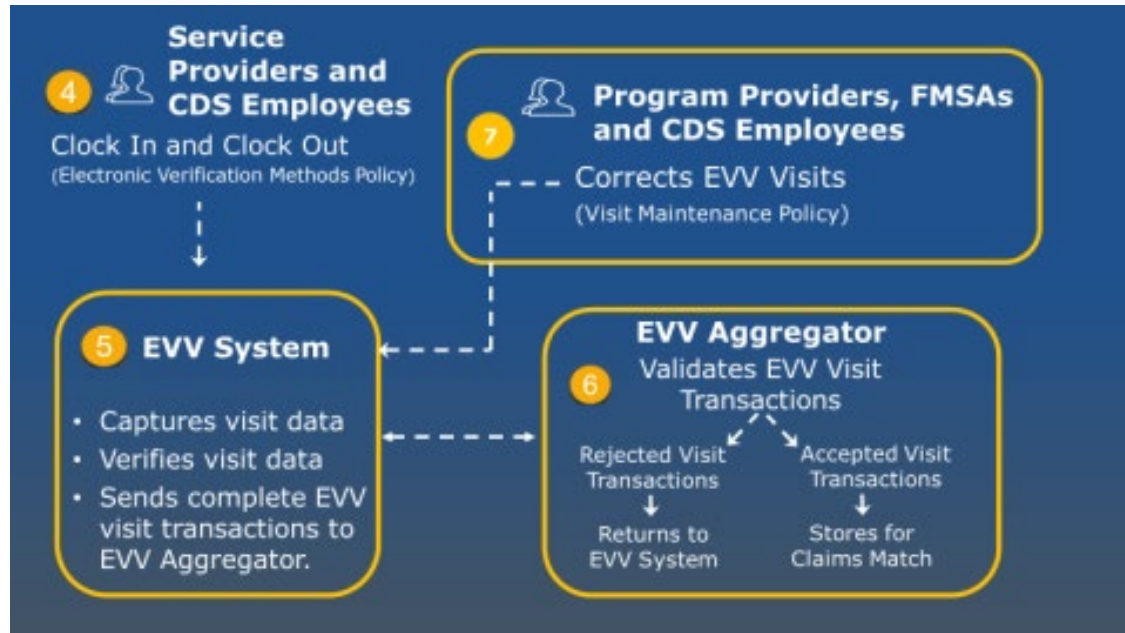 4
Service
Providers and
CDS Employees
Clock In and Clock Out
(Electronic Verification Methods Policy)
5
EVV System
• Captures visit data
• Verifies visit data
• Sends complete EVV
visit transactions to
EVV Aggregator.
6
EVV Aggregator
Validates EVV Visit
Transactions
Rejected Visit
Transactions
Returns to
EVV System
Accepted Visit
Transactions
Stores for
Claims Match
7
Program Providers, FMSAs
and CDS Employees
Corrects EVV Visits
(Visit Maintenance Policy)